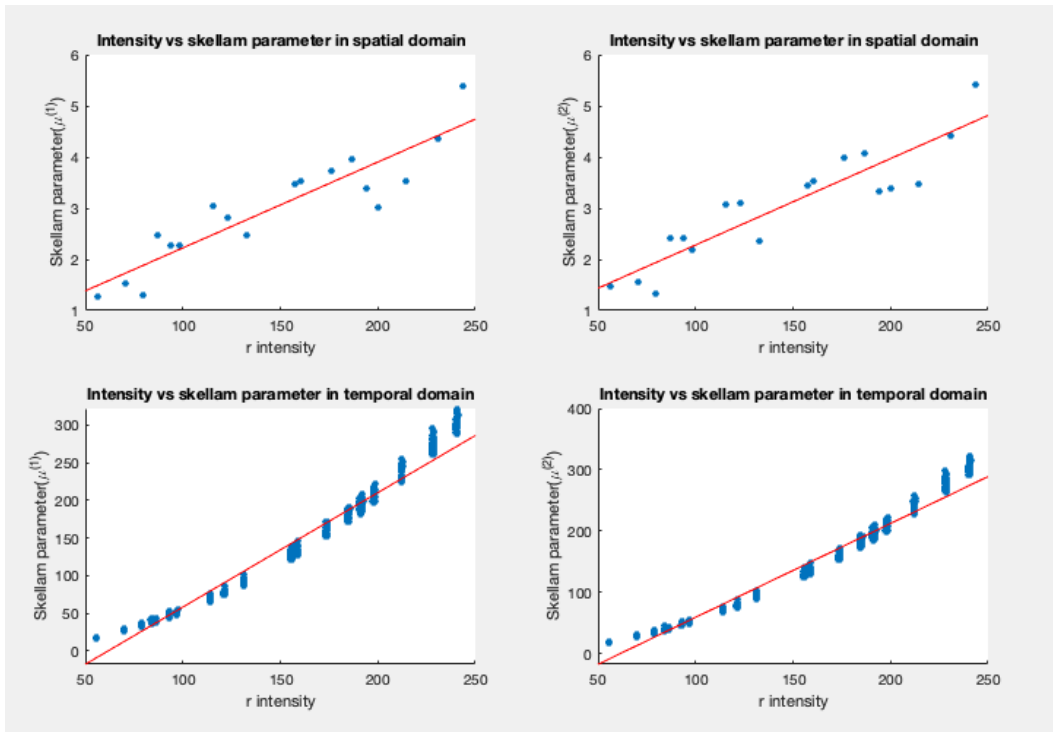 Intensity vs skellam parameter in spatial domain
Skellam parameter(μ⁽¹⁾)
6
5
4
3
2
1
50 100 150 200 250
r intensity
Intensity vs skellam parameter in spatial domain
Skellam parameter(μ⁽²⁾)
6
5
4
3
2
1
50 100 150 200 250
r intensity
Intensity vs skellam parameter in temporal domain
Skellam parameter(μ⁽¹⁾)
300
250
200
150
100
50
0
50 100 150 200 250
r intensity
Intensity vs skellam parameter in temporal domain
Skellam parameter(μ⁽²⁾)
400
300
200
100
0
50 100 150 200 250
r intensity